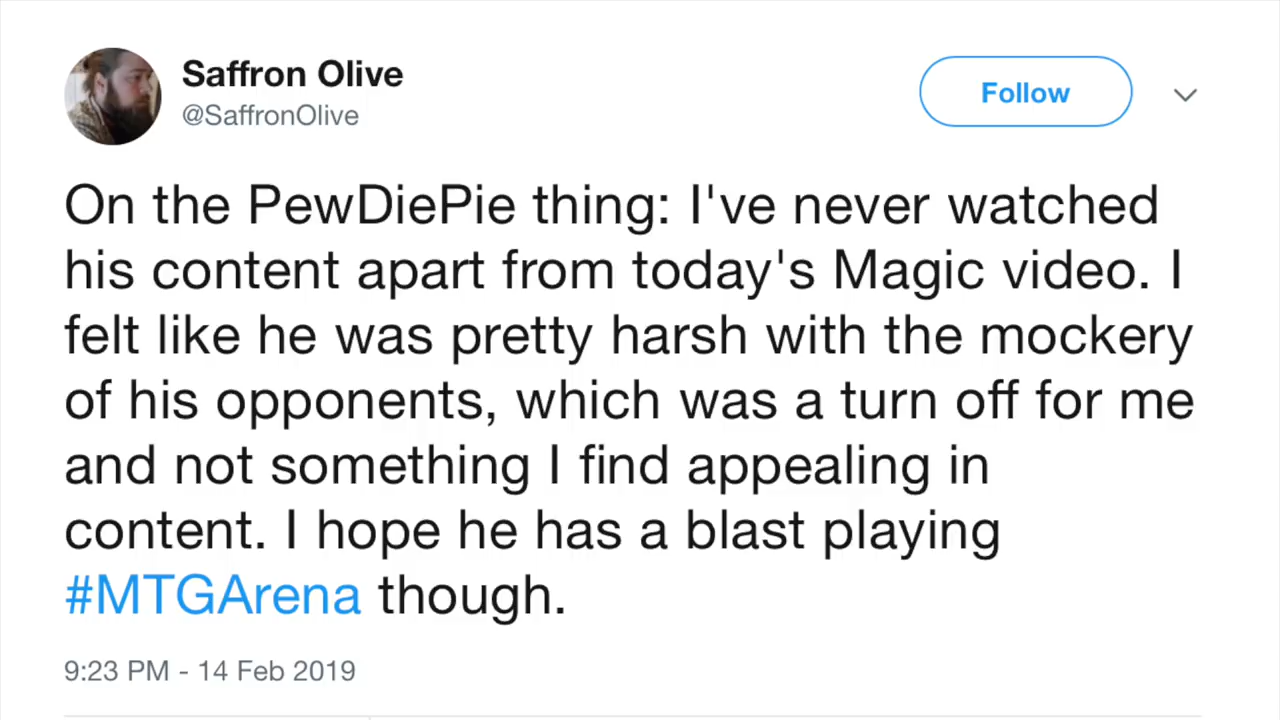 Saffron Olive
@SaffronOlive
Follow
On the PewDiePie thing: I've never watched
his content apart from today's Magic video. I
felt like he was pretty harsh with the mockery
of his opponents, which was a turn off for me
and not something I find appealing in
content. I hope he has a blast playing
#MTGArena though.
9:23 PM - 14 Feb 2019